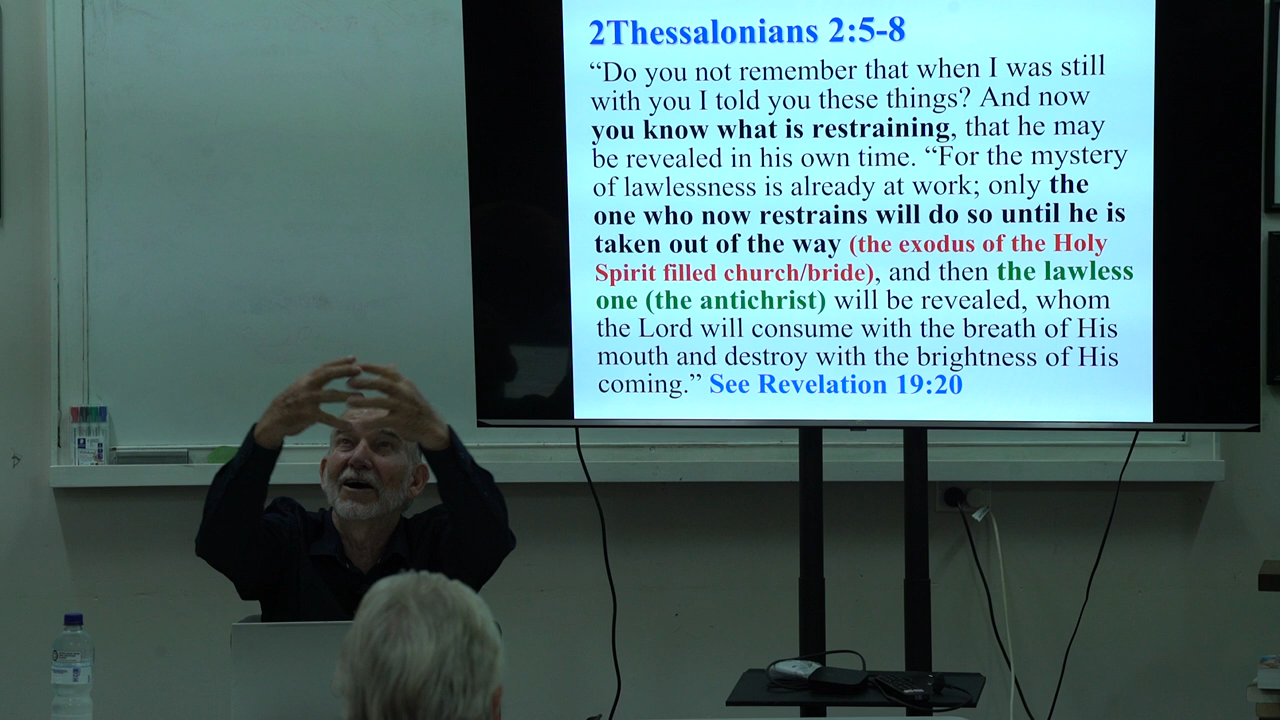 2Thessalonians 2:5-8
“Do you not remember that when I was still
with you I told you these things? And now
you know what is restraining, that he may
be revealed in his own time. “For the mystery
of lawlessness is already at work; only the
one who now restrains will do so until he is
taken out of the way (the exodus of the Holy
Spirit filled church/bride), and then the lawless
one (the antichrist) will be revealed, whom
the Lord will consume with the breath of His
mouth and destroy with the brightness of His
coming.” See Revelation 19:20